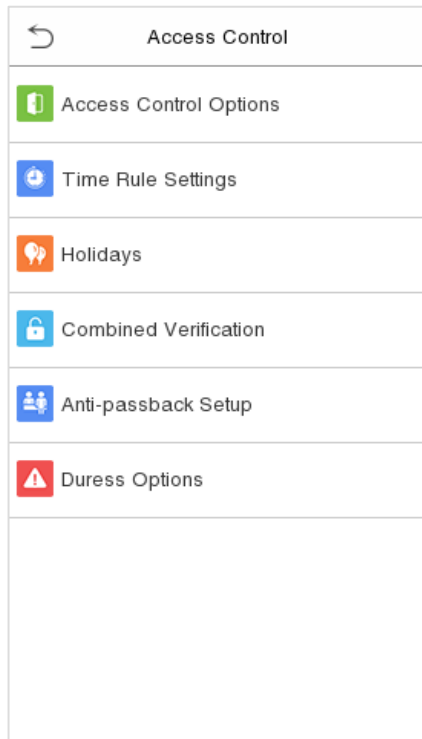 Access Control
Access Control Options
Time Rule Settings
Holidays
Combined Verification
Anti-passback Setup
Duress Options